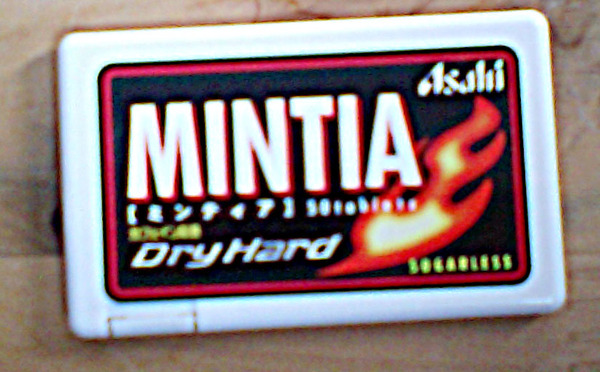 Asahi
MINTIA
【ミンティア】 50tablets
Dry Hard
SUGARLESS